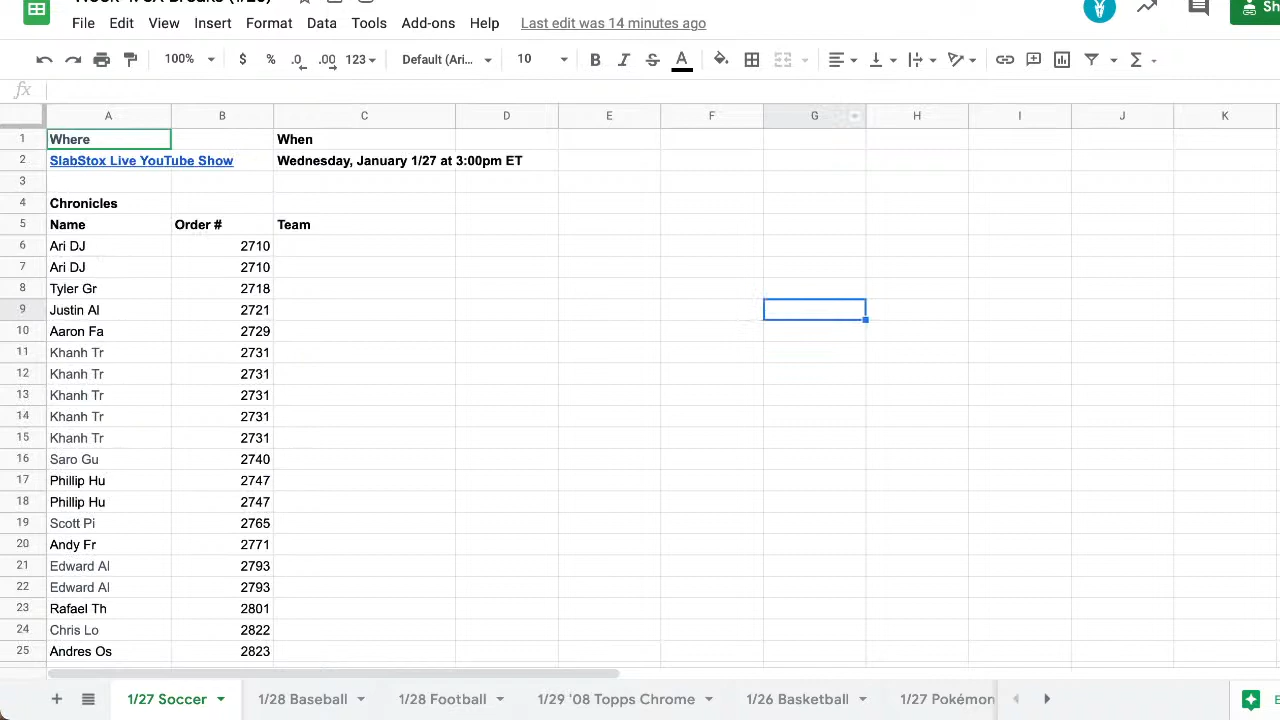 File Edit View Insert Format Data Tools Add-ons Help Last edit was 14 minutes ago
100% $ % .0 .00 123 Default (Ari... 10 B I S A
fx
A B C D E F G H I J K
1 Where When
2 SlabStox Live YouTube Show Wednesday, January 1/27 at 3:00pm ET
3
4 Chronicles
5 Name Order # Team
6 Ari DJ 2710
7 Ari DJ 2710
8 Tyler Gr 2718
9 Justin Al 2721
10 Aaron Fa 2729
11 Khanh Tr 2731
12 Khanh Tr 2731
13 Khanh Tr 2731
14 Khanh Tr 2731
15 Khanh Tr 2731
16 Saro Gu 2740
17 Phillip Hu 2747
18 Phillip Hu 2747
19 Scott Pi 2765
20 Andy Fr 2771
21 Edward Al 2793
22 Edward Al 2793
23 Rafael Th 2801
24 Chris Lo 2822
25 Andres Os 2823
1/27 Soccer 1/28 Baseball 1/28 Football 1/29 '08 Topps Chrome 1/26 Basketball 1/27 Pokémon